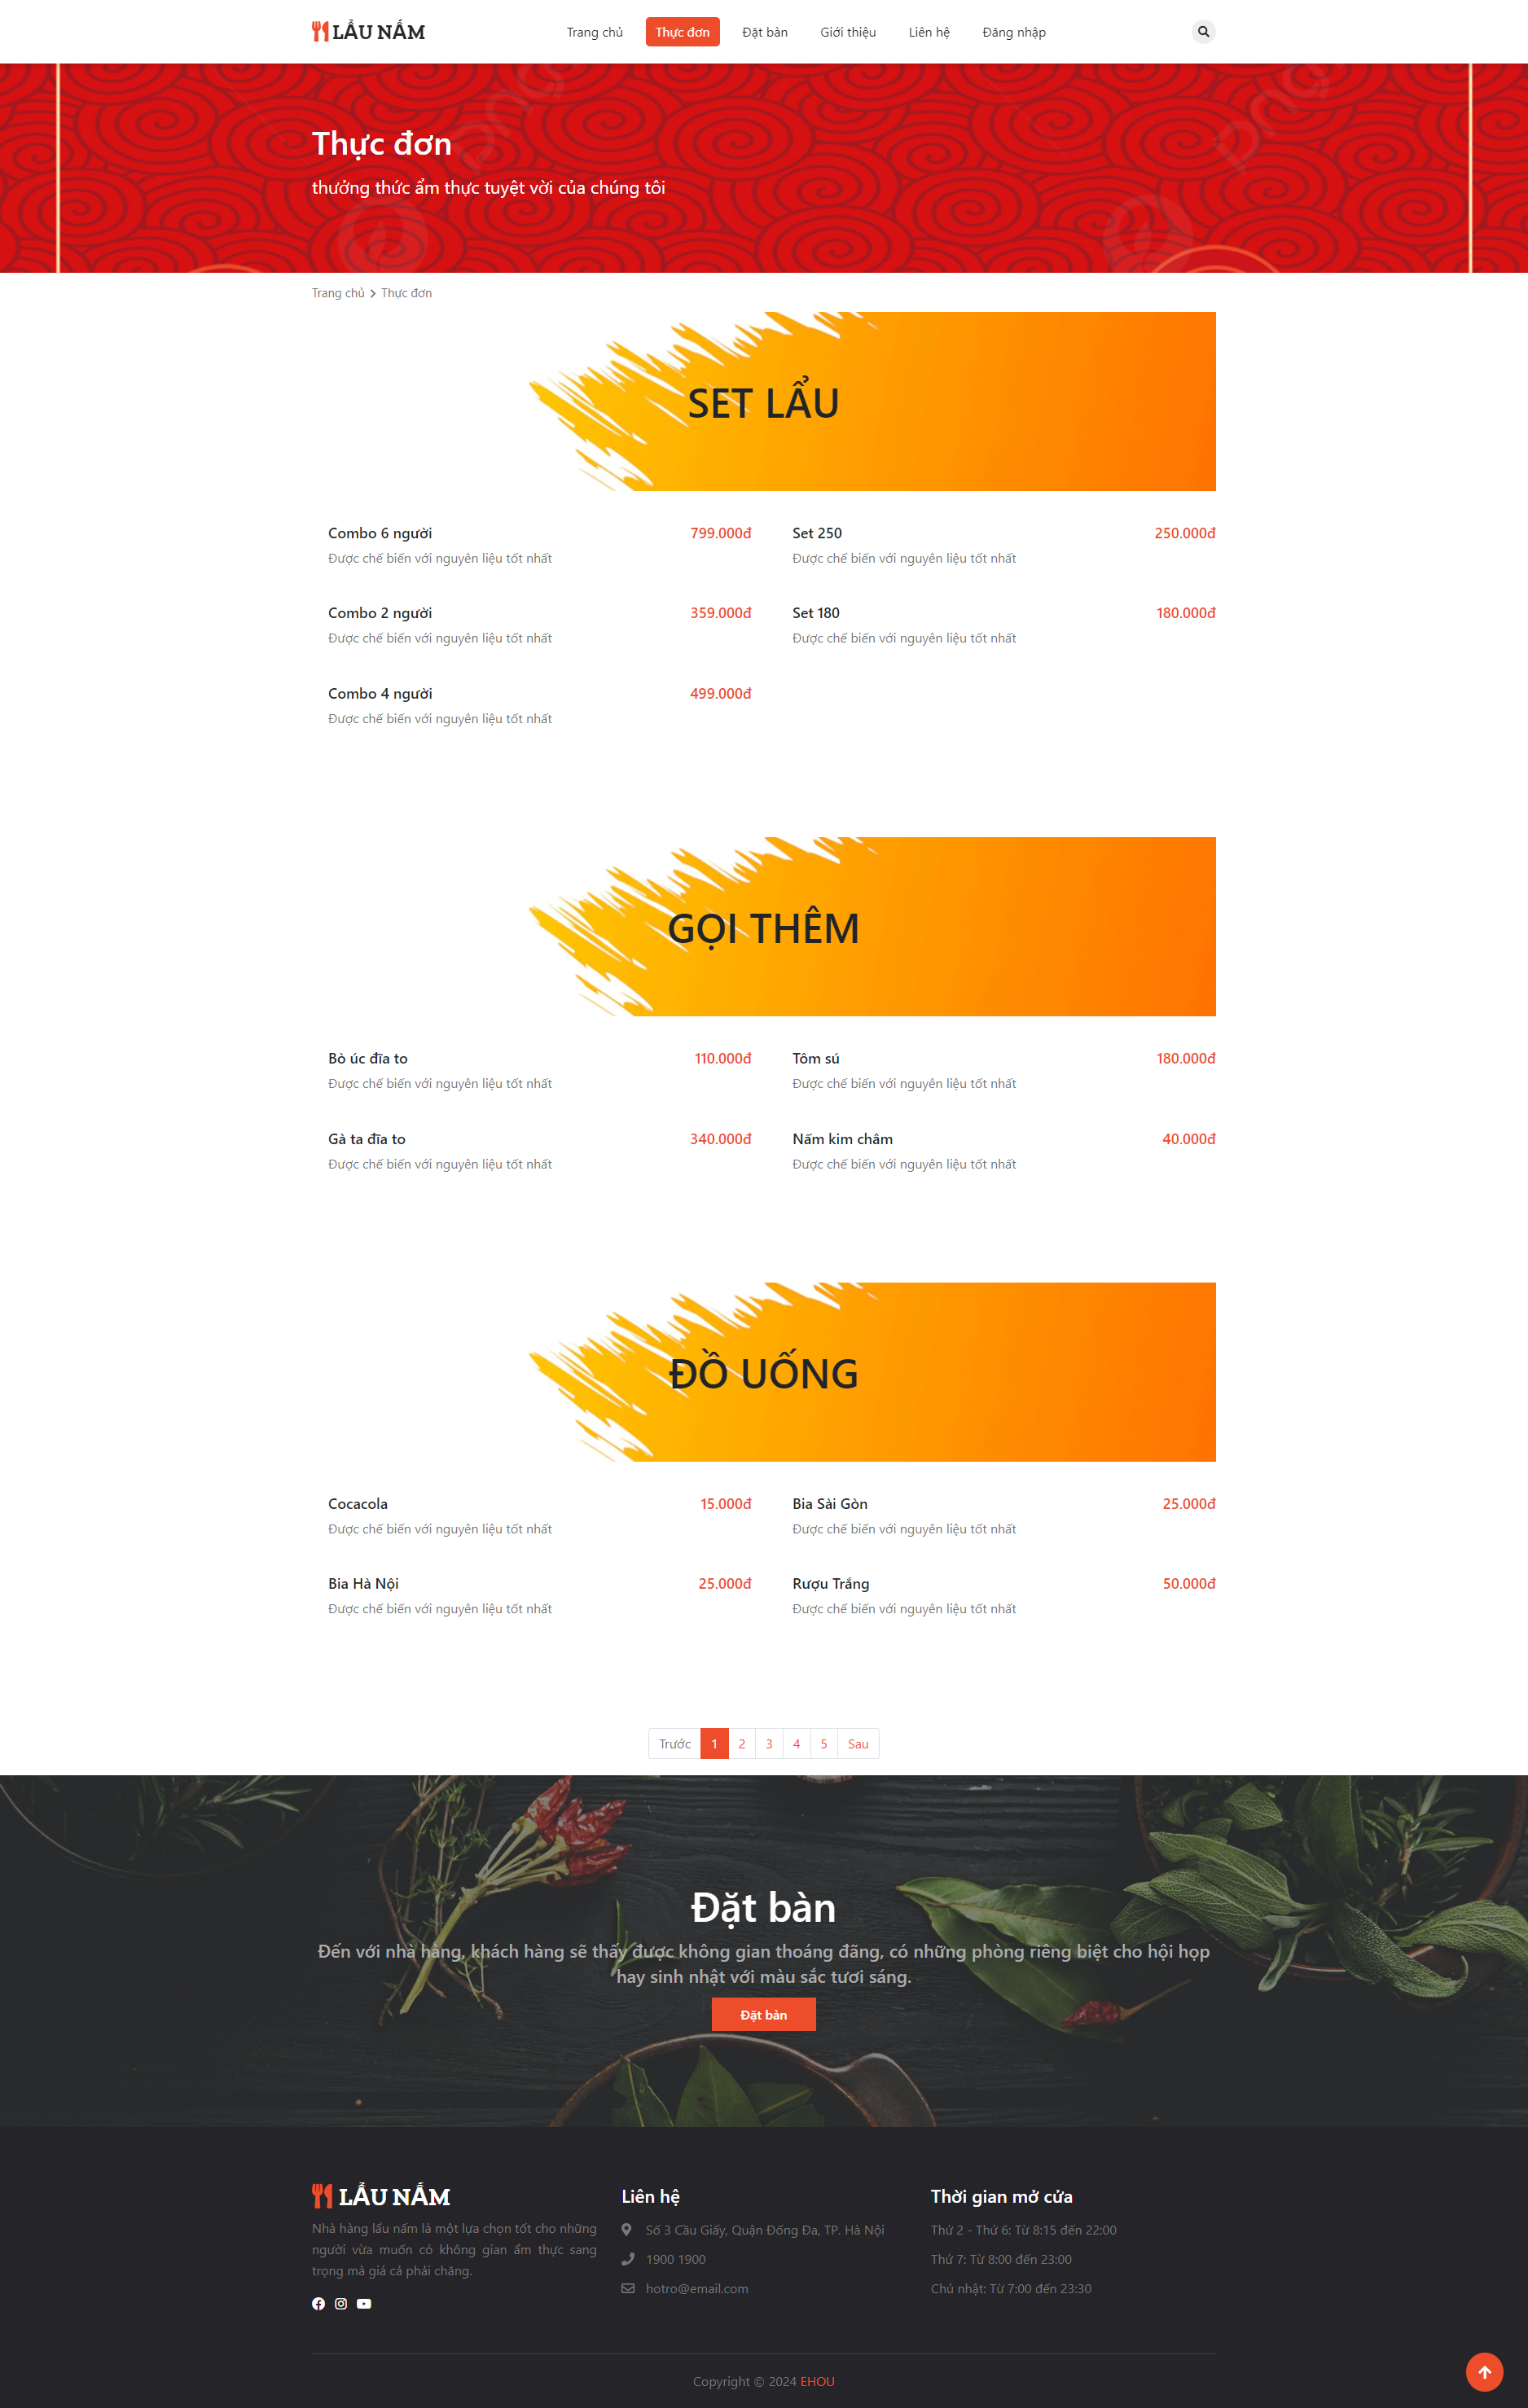 LẨU NẤM
Trang chủ
Thực đơn
Đặt bàn
Giới thiệu
Liên hệ
Đăng nhập
Thực đơn
thưởng thức ẩm thực tuyệt vời của chúng tôi
Trang chủ > Thực đơn
SET LẨU
Combo 6 người 799.000đ
Được chế biến với nguyên liệu tốt nhất
Set 250 250.000đ
Được chế biến với nguyên liệu tốt nhất
Combo 2 người 359.000đ
Được chế biến với nguyên liệu tốt nhất
Set 180 180.000đ
Được chế biến với nguyên liệu tốt nhất
Combo 4 người 499.000đ
Được chế biến với nguyên liệu tốt nhất
GỌI THÊM
Bò úc đĩa to 110.000đ
Được chế biến với nguyên liệu tốt nhất
Tôm sú 180.000đ
Được chế biến với nguyên liệu tốt nhất
Gà ta đĩa to 340.000đ
Được chế biến với nguyên liệu tốt nhất
Nấm kim châm 40.000đ
Được chế biến với nguyên liệu tốt nhất
ĐỒ UỐNG
Cocacola 15.000đ
Được chế biến với nguyên liệu tốt nhất
Bia Sài Gòn 25.000đ
Được chế biến với nguyên liệu tốt nhất
Bia Hà Nội 25.000đ
Được chế biến với nguyên liệu tốt nhất
Rượu Trắng 50.000đ
Được chế biến với nguyên liệu tốt nhất
Trước 1 2 3 4 5 Sau
Đặt bàn
Đến với nhà hàng, khách hàng sẽ thấy được không gian thoáng đãng, có những phòng riêng biệt cho hội họp
hay sinh nhật với màu sắc tươi sáng.
Đặt bàn
LẨU NẤM
Nhà hàng lẩu nấm là một lựa chọn tốt cho những
người vừa muốn có không gian ẩm thực sang
trọng mà giá cả phải chăng.
Liên hệ
Số 3 Cầu Giấy, Quận Đống Đa, TP. Hà Nội
1900 1900
hotro@email.com
Thời gian mở cửa
Thứ 2 - Thứ 6: Từ 8:15 đến 22:00
Thứ 7: Từ 8:00 đến 23:00
Chủ nhật: Từ 7:00 đến 23:30
Copyright © 2024 EHOU